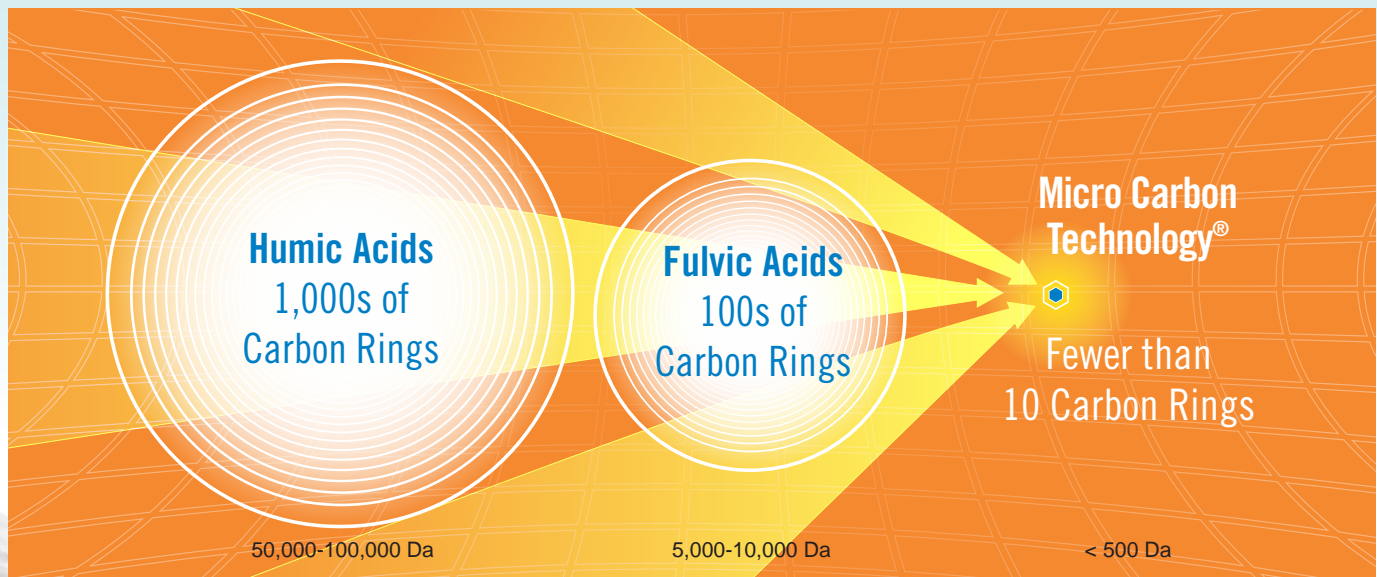 Humic Acids
1,000s of
Carbon Rings
50,000-100,000 Da
Fulvic Acids
100s of
Carbon Rings
5,000-10,000 Da
Micro Carbon
Technology®
Fewer than
10 Carbon Rings
< 500 Da